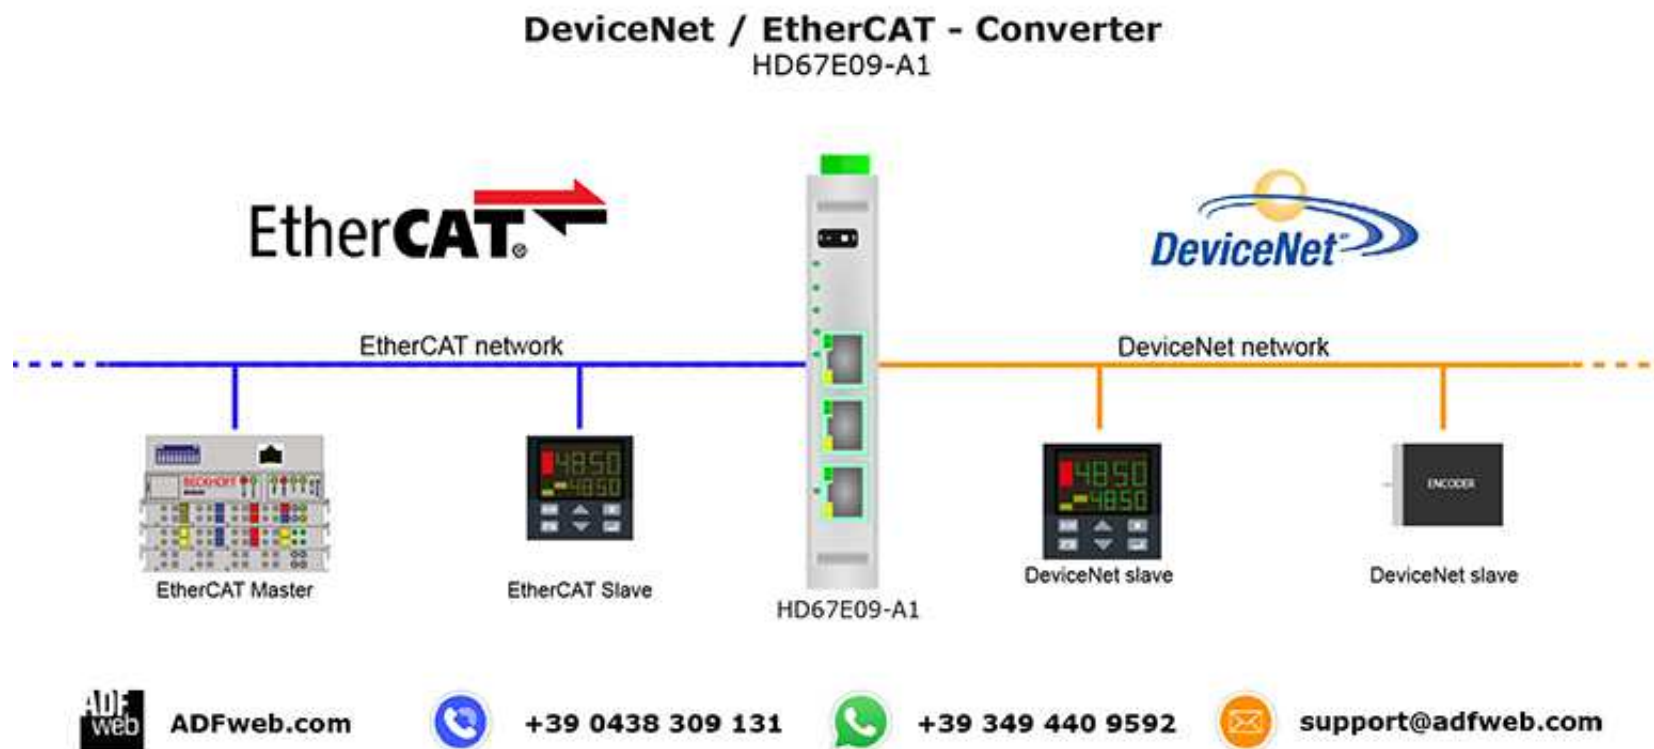 DeviceNet / EtherCAT - Converter
HD67E09-A1
EtherCAT®
DeviceNet
EtherCAT network
DeviceNet network
BECKHOFF
4850
4850
4850
4850
ENCODER
EtherCAT Master
EtherCAT Slave
HD67E09-A1
DeviceNet slave
DeviceNet slave
ADF web
ADFweb.com
+39 0438 309 131
+39 349 440 9592
support@adfweb.com